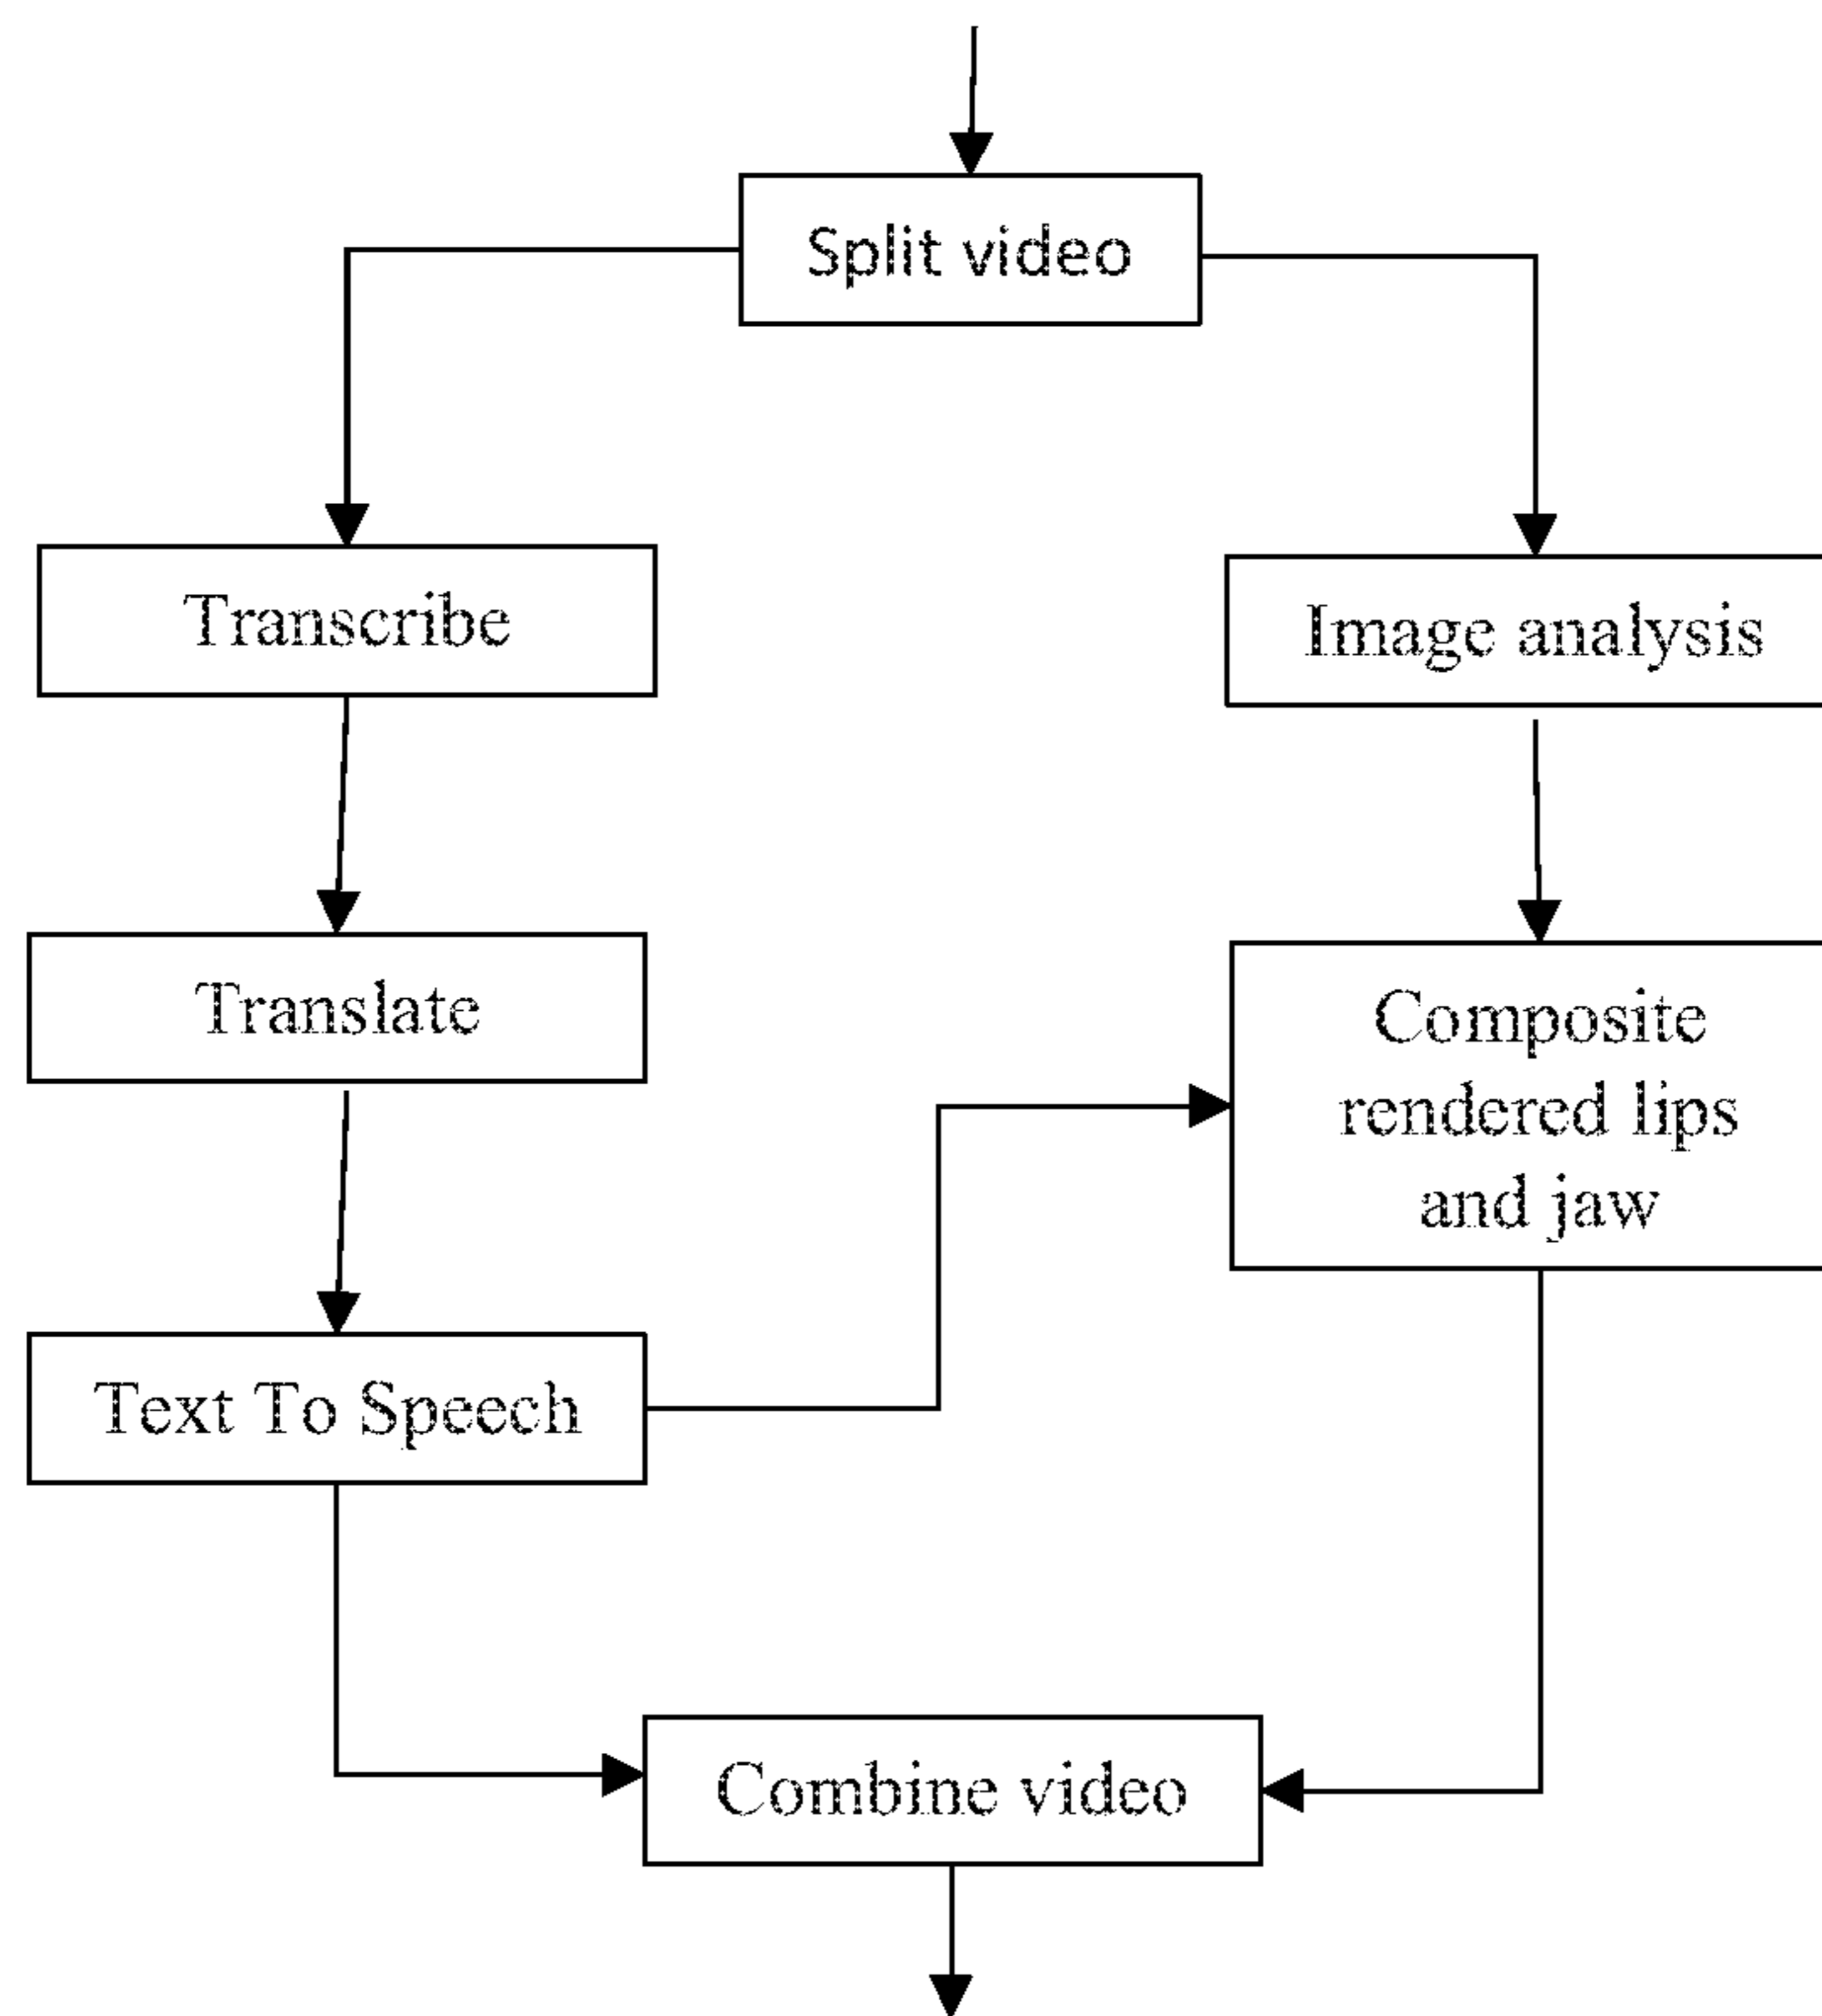 Split video
Transcribe
Image analysis
Translate
Composite
rendered lips
and jaw
Text To Speech
Combine video